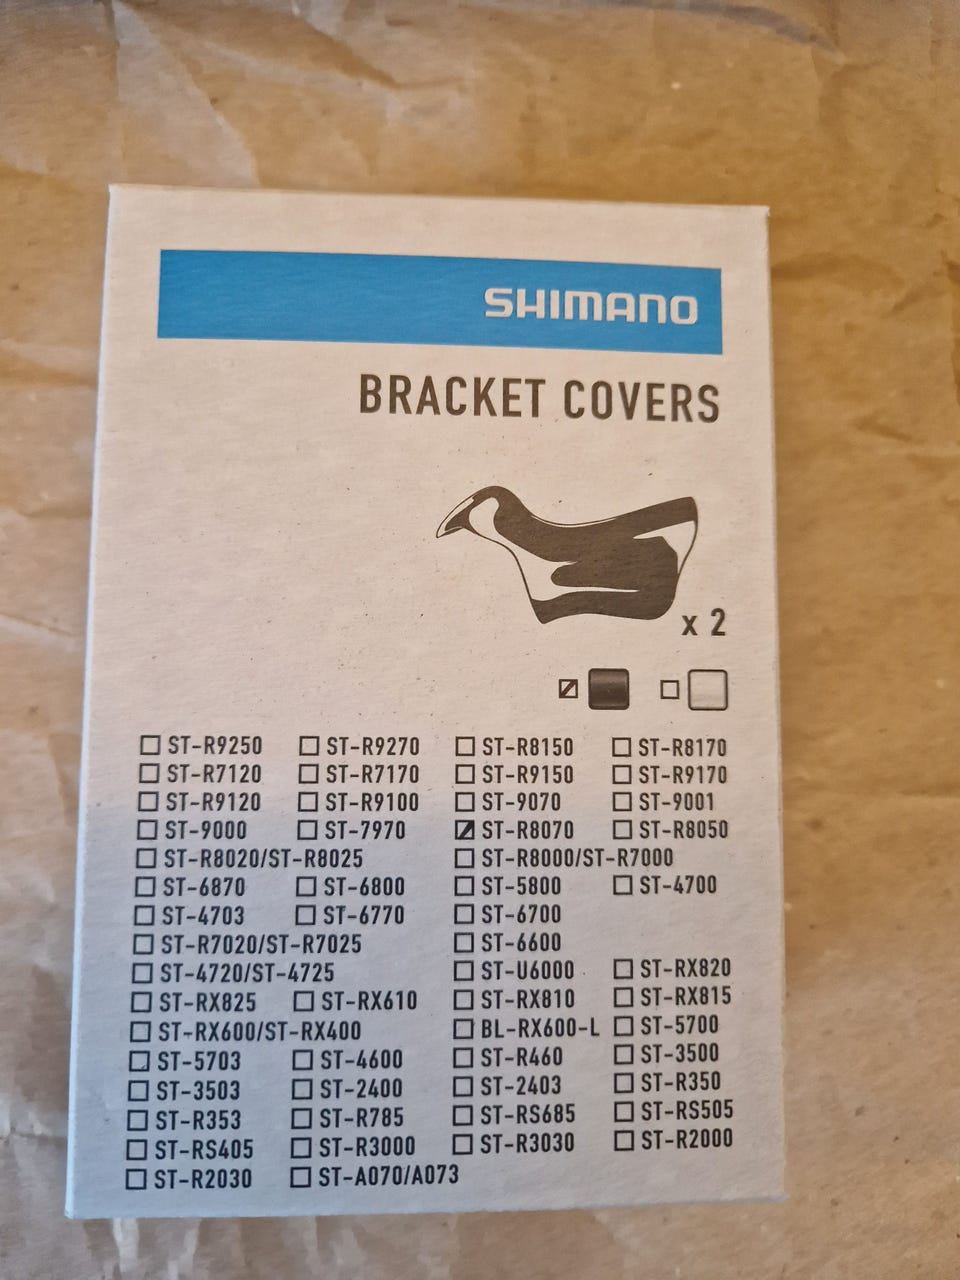 SHIMANO
BRACKET COVERS
x 2
ST-R9250 ST-R9270 ST-R8150 ST-R8170
ST-R7120 ST-R7170 ST-R9150 ST-R9170
ST-R9120 ST-R9100 ST-9070 ST-9001
ST-9000 ST-7970 ST-R8070 ST-R8050
ST-R8020/ST-R8025 ST-R8000/ST-R7000
ST-6870 ST-6800 ST-5800 ST-4700
ST-4703 ST-6770 ST-6700
ST-R7020/ST-R7025 ST-6600
ST-4720/ST-4725 ST-U6000 ST-RX820
ST-RX825 ST-RX610 ST-RX810 ST-RX815
ST-RX600/ST-RX400 BL-RX600-L ST-5700
ST-5703 ST-4600 ST-R460 ST-3500
ST-3503 ST-2400 ST-2403 ST-R350
ST-R353 ST-R785 ST-RS685 ST-RS505
ST-RS405 ST-R3000 ST-R3030 ST-R2000
ST-R2030 ST-A070/A073